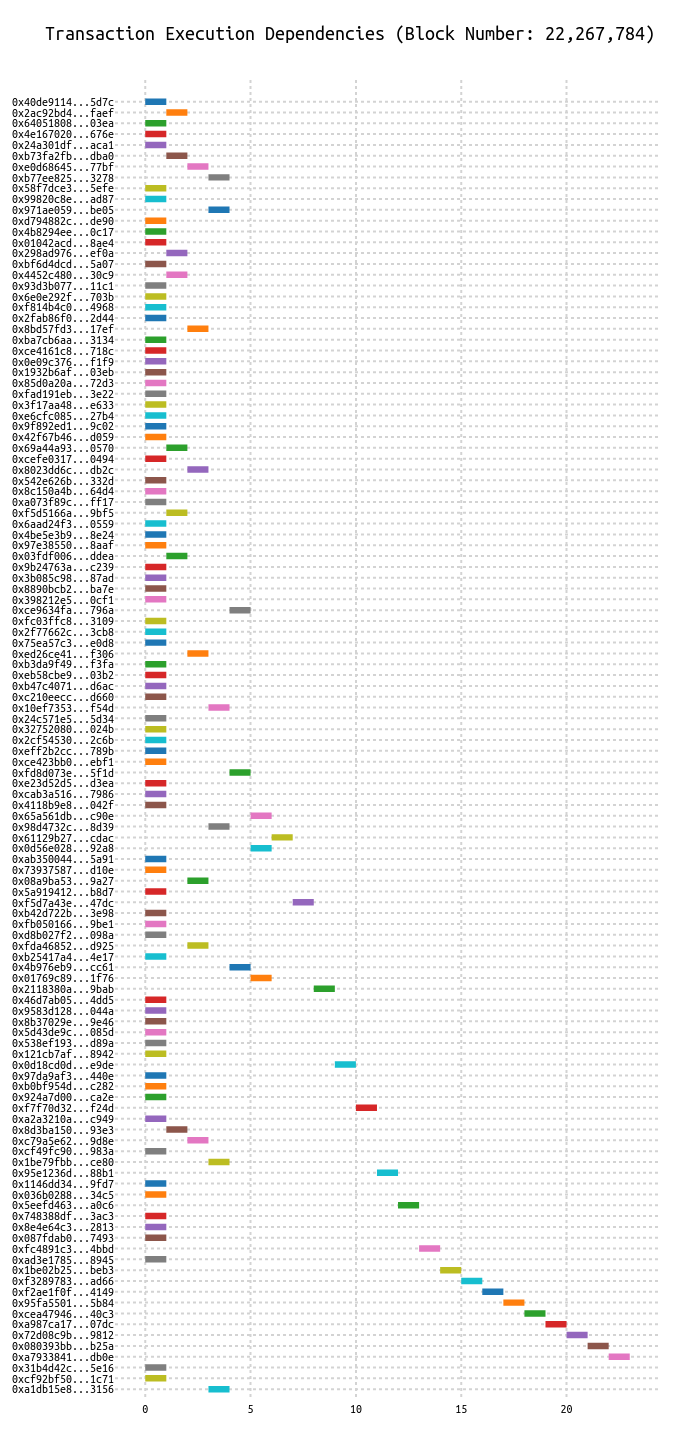 Transaction Execution Dependencies (Block Number: 22,267,784)
0x40de9114...5d7c
0x2ac92bd4...faef
0x64051808...03ea
0x4e167020...676e
0x24a301df...aca1
0xb73fa2fb...dba0
0xe0d68645...77bf
0xb77ee825...3278
0x58f7dce3...5efe
0x99820c8e...ad87
0x971ae059...be05
0xd794882c...de90
0x4b8294ee...0c17
0x01042acd...8ae4
0x298ad976...ef0a
0xbf6d4dcd...5a07
0x4452c480...30c9
0x93d3b077...11c1
0x6e0e292f...703b
0xf814b4c0...4968
0x2fab86f0...2d44
0x8bd57fd3...17ef
0xba7cb6aa...3134
0xce4161c8...718c
0x0e09c376...f1f9
0x1932b6af...03eb
0x85d0a20a...72d3
0xfad191eb...3e22
0x3f17aa48...e633
0xe6cfc085...27b4
0x9f892ed1...9c02
0x42f67b46...d059
0x69a44a93...0570
0xcefe0317...0494
0x8023dd6c...db2c
0x542e626b...332d
0x8c150a4b...64d4
0xa073f89c...ff17
0xf5d5166a...9bf5
0x6aad24f3...0559
0x4be5e3b9...8e24
0x97e38550...8aaf
0x03fdf006...ddea
0x9b24763a...c239
0x3b085c98...87ad
0x8890bcb2...ba7e
0x398212e5...0cf1
0xce9634fa...796a
0xfc03ffc8...3109
0x2f77662c...3cb8
0x75ea57c3...e0d8
0xed26ce41...f306
0xb3da9f49...f3fa
0xeb58cbe9...03b2
0xb47c4071...d6ac
0xc210eecc...d660
0x10ef7353...f54d
0x24c571e5...5d34
0x32752080...024b
0x2cf54530...2c6b
0xeff2b2cc...789b
0xce423bb0...ebf1
0xfd8d073e...5f1d
0xe23d52d5...d3ea
0xcab3a516...7986
0x4118b9e8...042f
0x65a561db...c90e
0x98d4732c...8d39
0x61129b27...cdac
0x0d56e028...92a8
0xab350044...5a91
0x73937587...d10e
0x08a9ba53...9a27
0x5a919412...b8d7
0xf5d7a43e...47dc
0xb42d722b...3e98
0xfb050166...9be1
0xd8b027f2...098a
0xfda46852...d925
0xb25417a4...4e17
0x4b976eb9...cc61
0x01769c89...1f76
0x2118380a...9bab
0x46d7ab05...4dd5
0x9583d128...044a
0x8b37029e...9e46
0x5d43de9c...085d
0x538ef193...d89a
0x121cb7af...8942
0x0d18cd0d...e9de
0x97da9af3...440e
0xb0bf954d...c282
0x924a7d00...ca2e
0xf7f70d32...f24d
0xa2a3210a...c949
0x8d3ba150...93e3
0xc79a5e62...9d8e
0xcf49fc90...983a
0x1be79fbb...ce80
0x95e1236d...88b1
0x1146dd34...9fd7
0x036b0288...34c5
0x5eefd463...a0c6
0x748388df...3ac3
0x8e4e64c3...2813
0x087fdab0...7493
0xfc4891c3...4bbd
0xad3e1785...8945
0x1be02b25...beb3
0xf3289783...ad66
0xf2ae1f0f...4149
0x95fa5501...5b84
0xcea47946...40c3
0xa987ca17...07dc
0x72d08c9b...9812
0x080393bb...b25a
0xa7933841...db0e
0x31b4d42c...5e16
0xcf92bf50...1c71
0xa1db15e8...3156
0 5 10 15 20